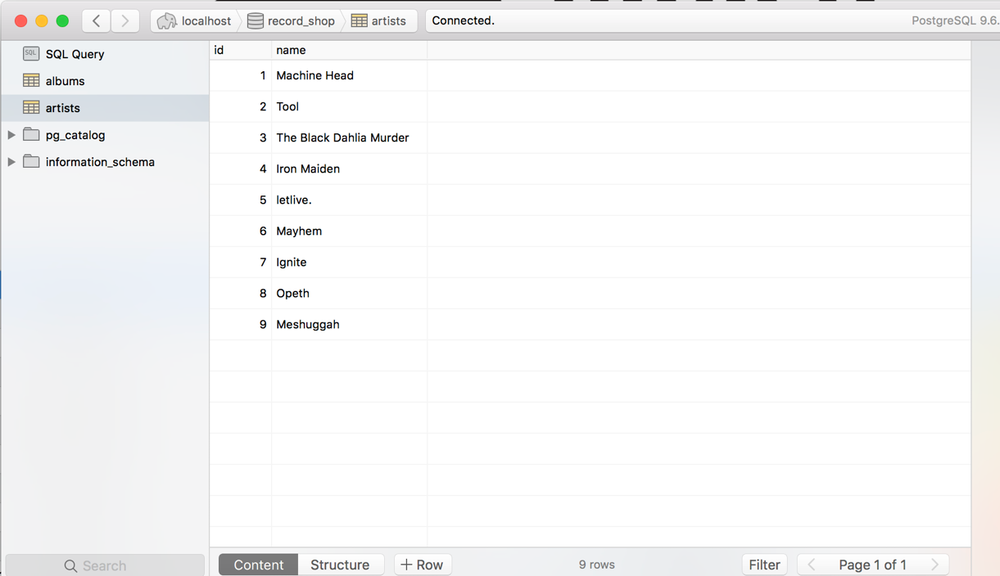 localhost record_shop artists Connected. PostgreSQL 9.6.
SQL SQL Query
albums
artists
pg_catalog
information_schema
id name
1 Machine Head
2 Tool
3 The Black Dahlia Murder
4 Iron Maiden
5 letlive.
6 Mayhem
7 Ignite
8 Opeth
9 Meshuggah
Search Content Structure + Row 9 rows Filter Page 1 of 1